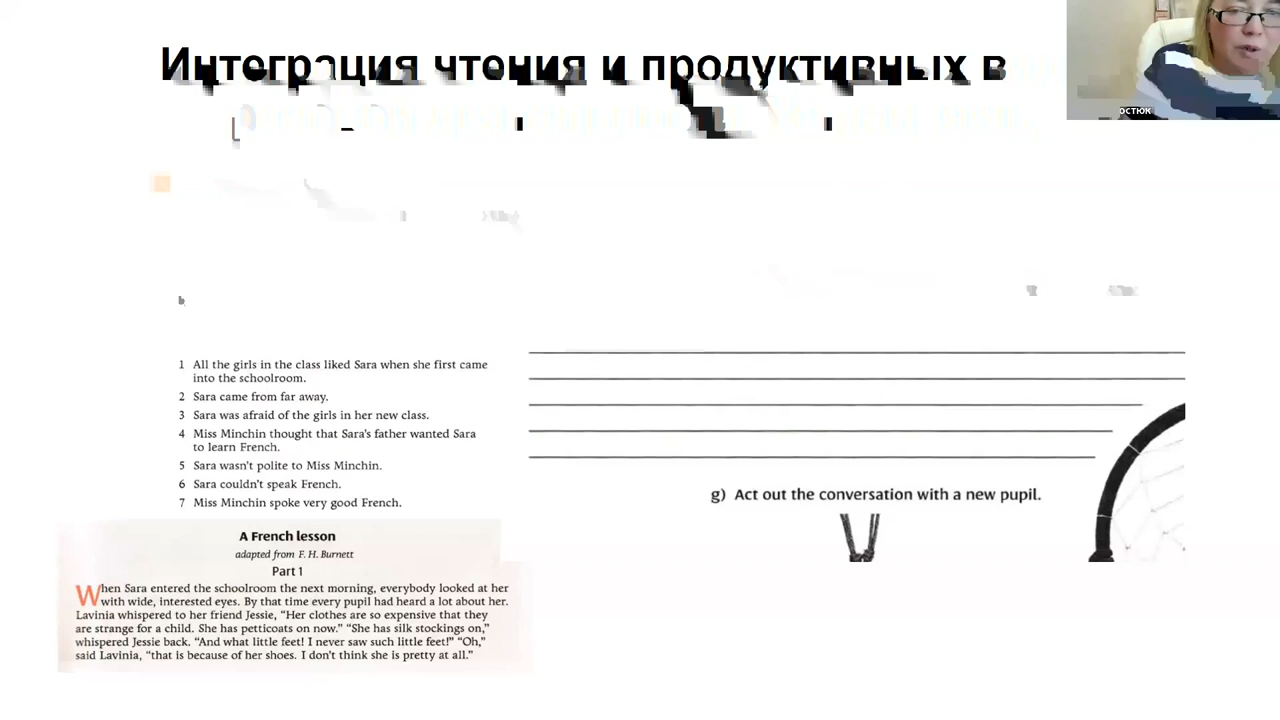 Интеграция чтения и продуктивных в
ОСТЮК
1 All the girls in the class liked Sara when she first came
into the schoolroom.
2 Sara came from far away.
3 Sara was afraid of the girls in her new class.
4 Miss Minchin thought that Sara's father wanted Sara
to learn French.
5 Sara wasn't polite to Miss Minchin.
6 Sara couldn't speak French.
7 Miss Minchin spoke very good French.
g) Act out the conversation with a new pupil.
A French lesson
adapted from F. H. Burnett
Part 1
When Sara entered the schoolroom the next morning, everybody looked at her
with wide, interested eyes. By that time every pupil had heard a lot about her.
Lavinia whispered to her friend Jessie, “Her clothes are so expensive that they
are strange for a child. She has petticoats on now.” “She has silk stockings on,”
whispered Jessie back. “And what little feet! I never saw such little feet!” “Oh,”
said Lavinia, “that is because of her shoes. I don't think she is pretty at all.”